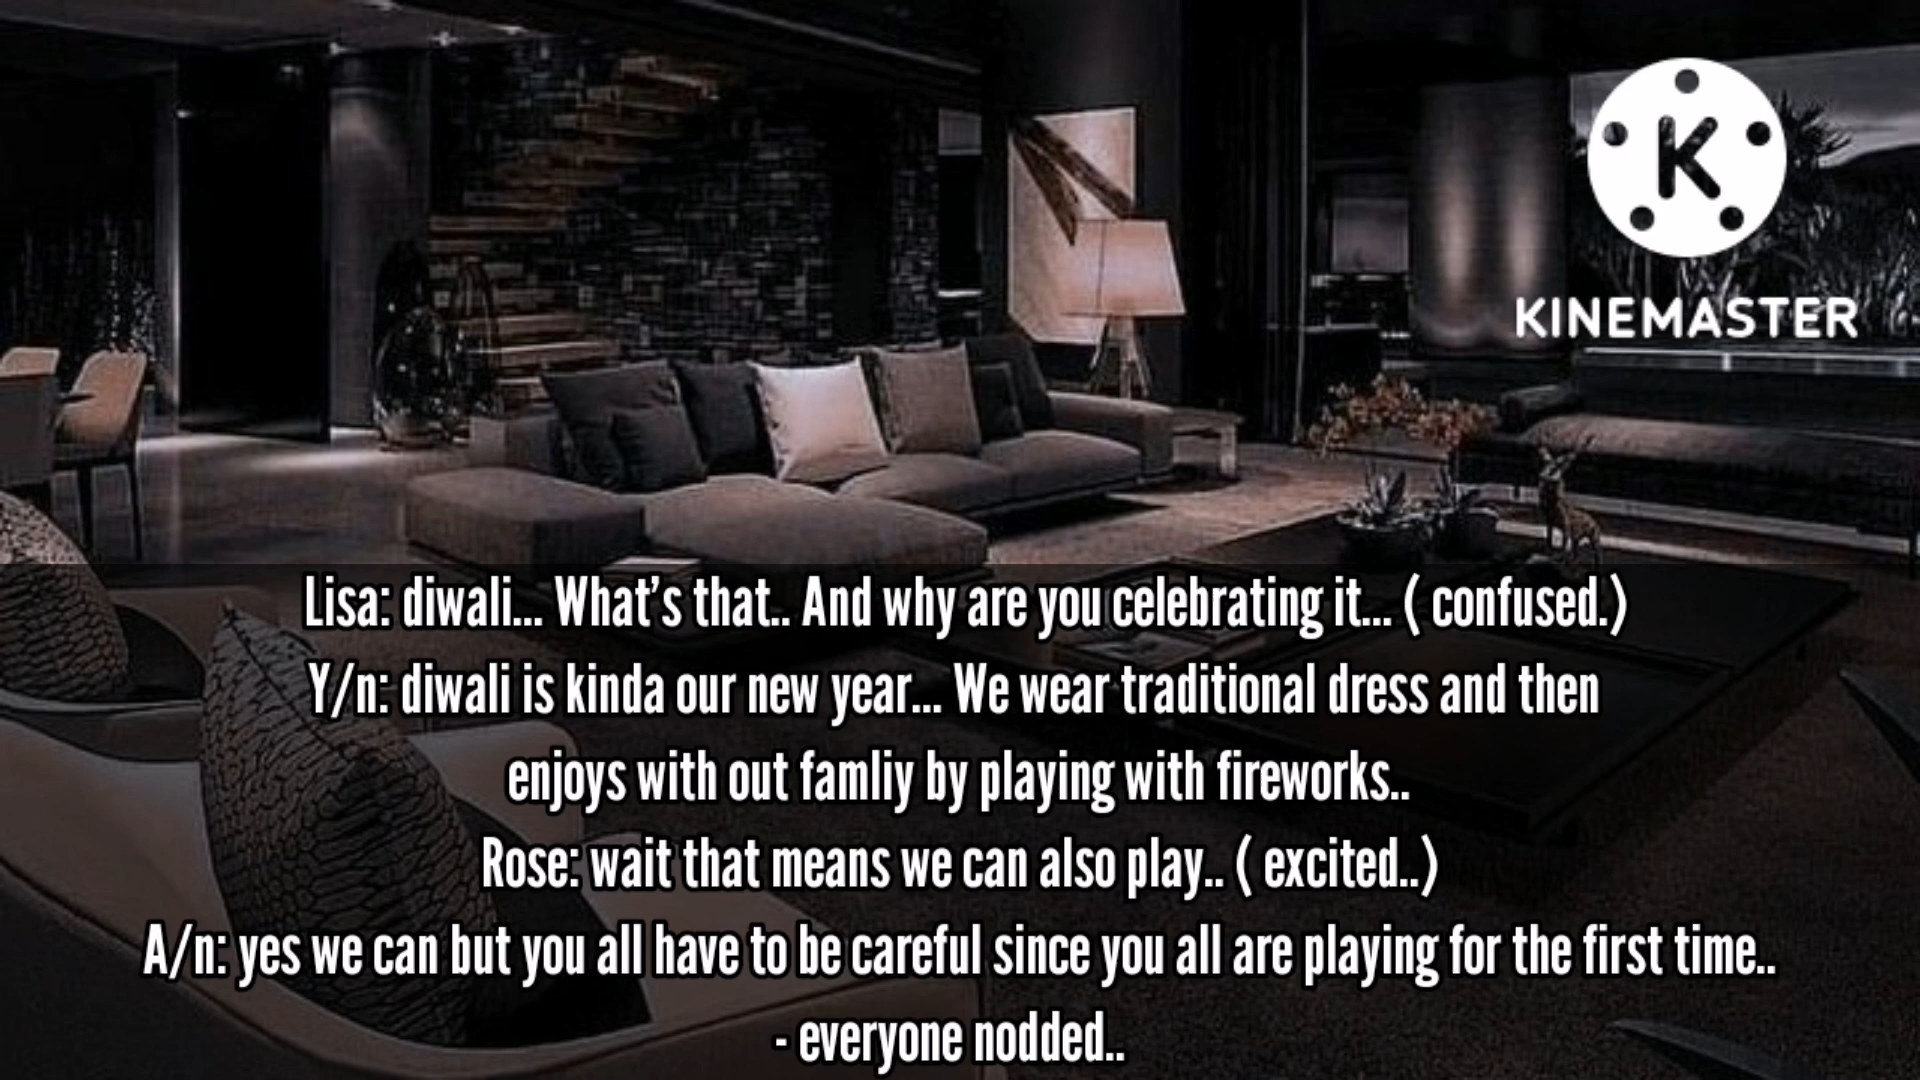 K
KINEMASTER
Lisa: diwali... What's that.. And why are you celebrating it... ( confused.)
Y/n: diwali is kinda our new year... We wear traditional dress and then
enjoys with out famliy by playing with fireworks..
Rose: wait that means we can also play.. ( excited..)
A/n: yes we can but you all have to be careful since you all are playing for the first time..
- everyone nodded..